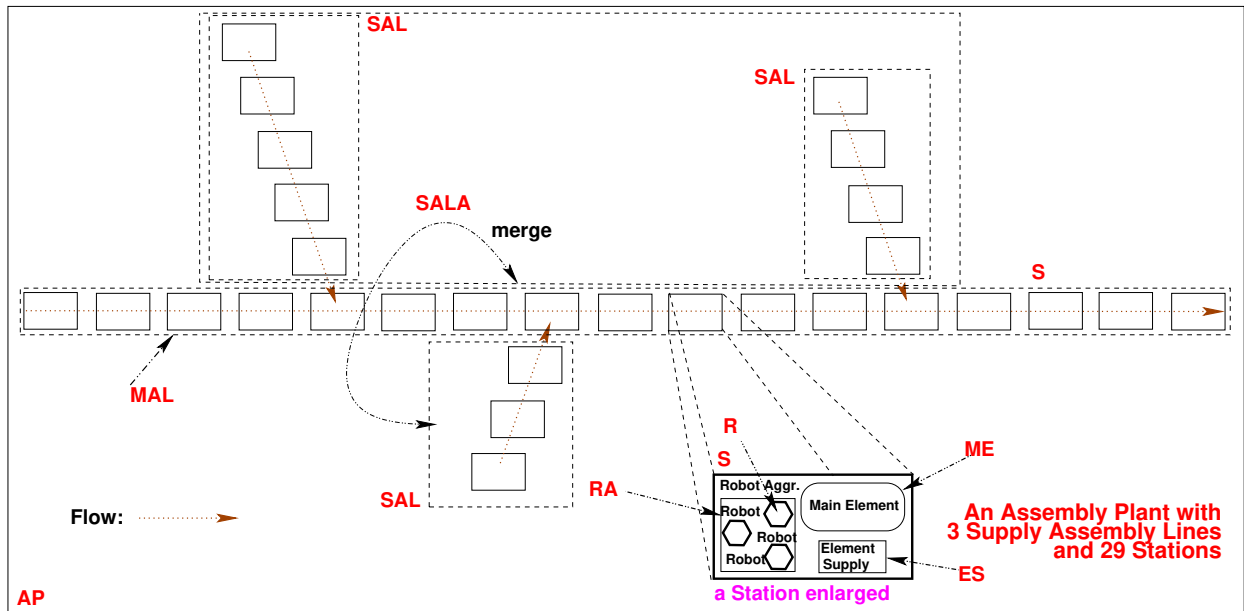 SAL
SAL
SALA
merge
S
MAL
R
S
ME
RA
SAL
Robot Aggr.
Main Element
Robot
Robot
Robot
Element
Supply
Flow:
An Assembly Plant with
3 Supply Assembly Lines
and 29 Stations
ES
a Station enlarged
AP